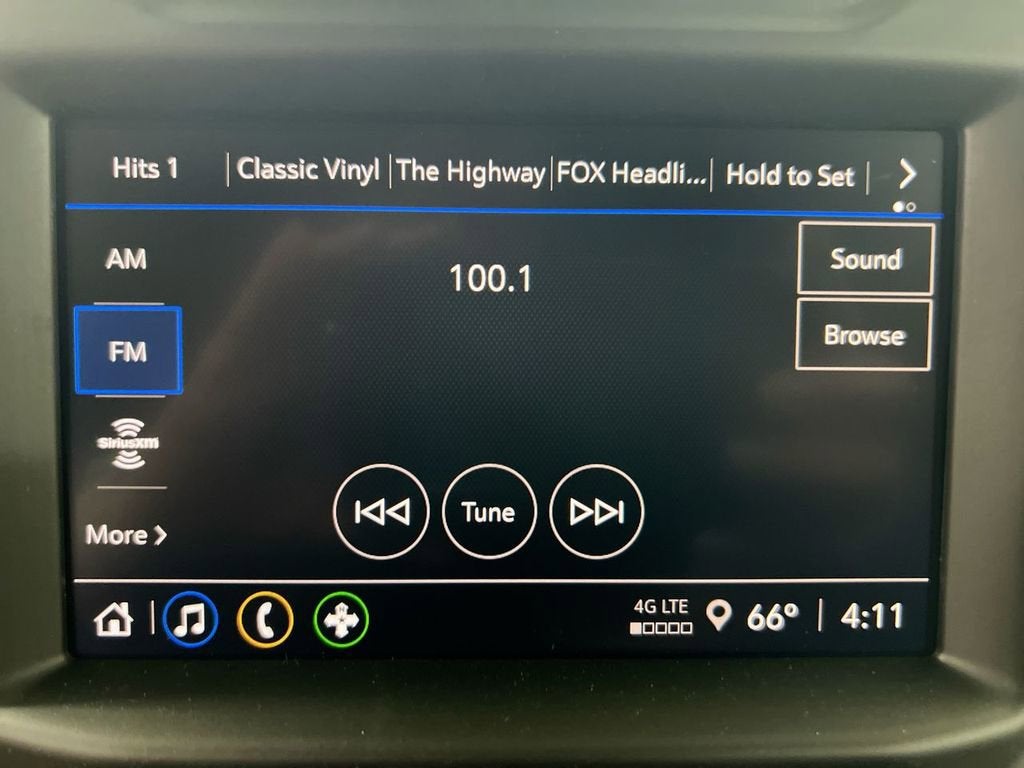 Hits 1
Classic Vinyl
The Highway
FOX Headli...
Hold to Set
AM
100.1
Sound
FM
Browse
SiriusXM
More
Tune
4G LTE
66°
4:11